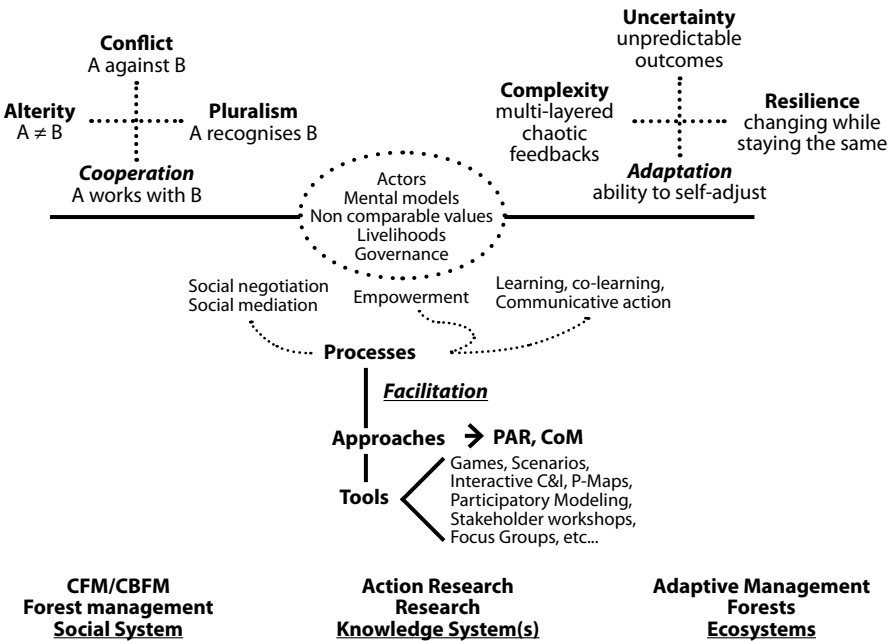 Conflict
A against B
Alterity
A ≠ B
Pluralism
A recognises B
Cooperation
A works with B
Uncertainty
unpredictable
outcomes
Complexity
multi-layered
chaotic
feedbacks
Resilience
changing while
staying the same
Adaptation
ability to self-adjust
Actors
Mental models
Non comparable values
Livelihoods
Governance
Social negotiation
Social mediation
Empowerment
Learning, co-learning,
Communicative action
Processes
Facilitation
Approaches
PAR, CoM
Tools
Games, Scenarios,
Interactive C&I, P-Maps,
Participatory Modeling,
Stakeholder workshops,
Focus Groups, etc...
CFM/CBFM
Forest management
Social System
Action Research
Research
Knowledge System(s)
Adaptive Management
Forests
Ecosystems